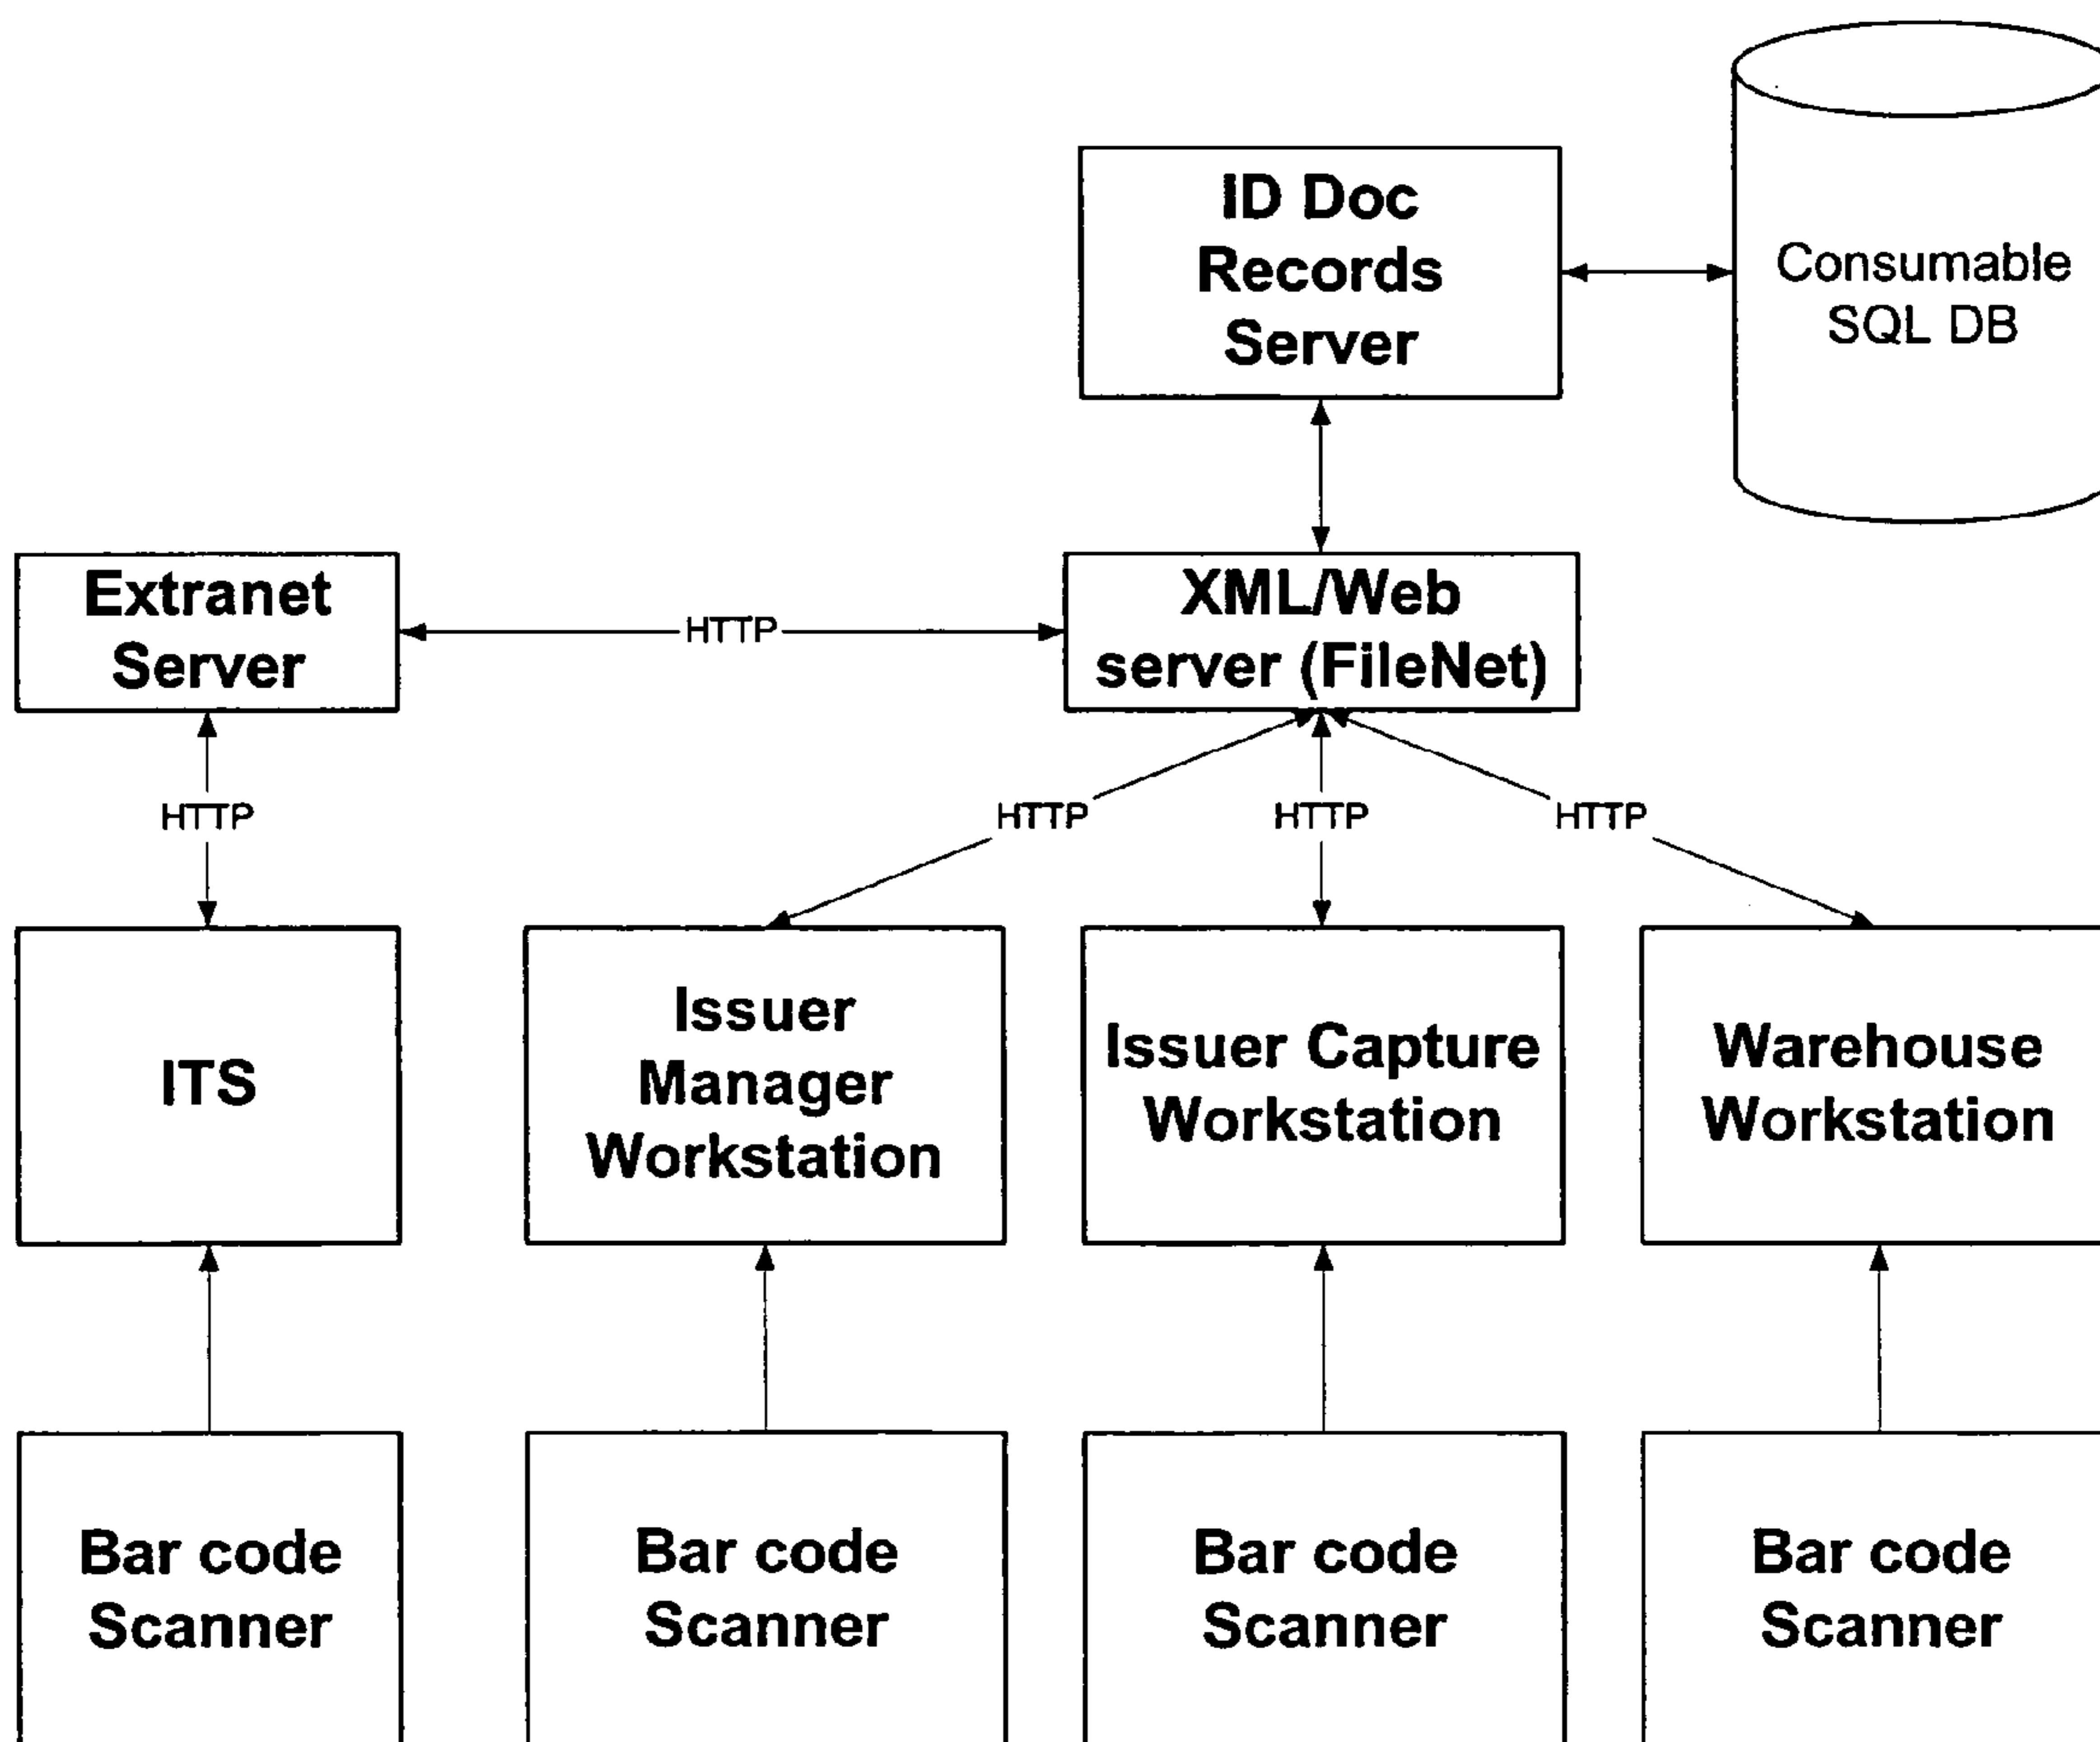 ID Doc
Records
Server
Consumable
SQL DB
Extranet
Server
HTTP
XML/Web
server (FileNet)
HTTP
HTTP
HTTP
HTTP
ITS
Issuer
Manager
Workstation
Issuer Capture
Workstation
Warehouse
Workstation
Bar code
Scanner
Bar code
Scanner
Bar code
Scanner
Bar code
Scanner